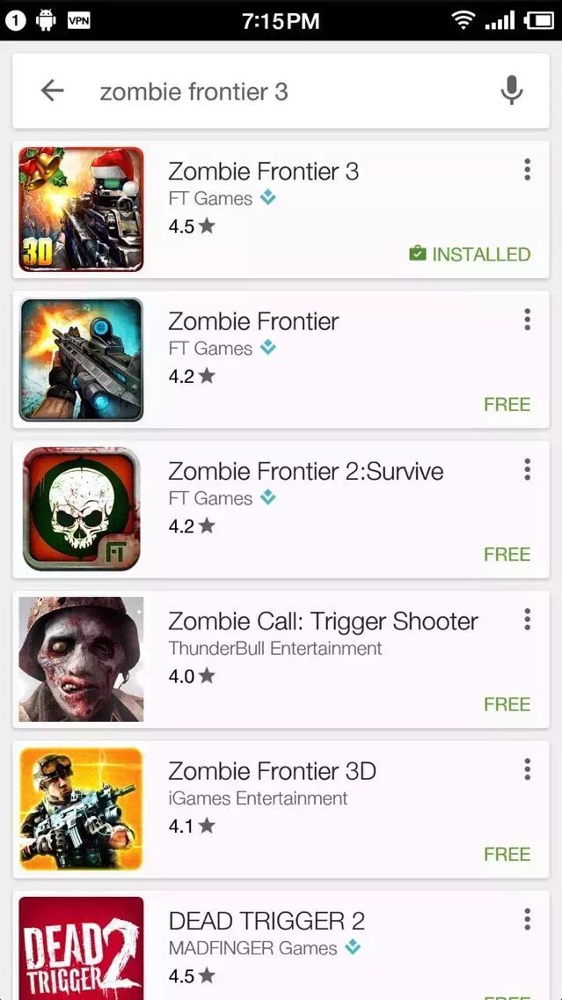 1 VPN 7:15PM
zombie frontier 3
3D
Zombie Frontier 3
FT Games
4.5
INSTALLED
Zombie Frontier
FT Games
4.2
FREE
FT
Zombie Frontier 2:Survive
FT Games
4.2
FREE
Zombie Call: Trigger Shooter
ThunderBull Entertainment
4.0
FREE
Zombie Frontier 3D
iGames Entertainment
4.1
FREE
DEAD
TRIGGER 2
DEAD TRIGGER 2
MADFINGER Games
4.5
FREE